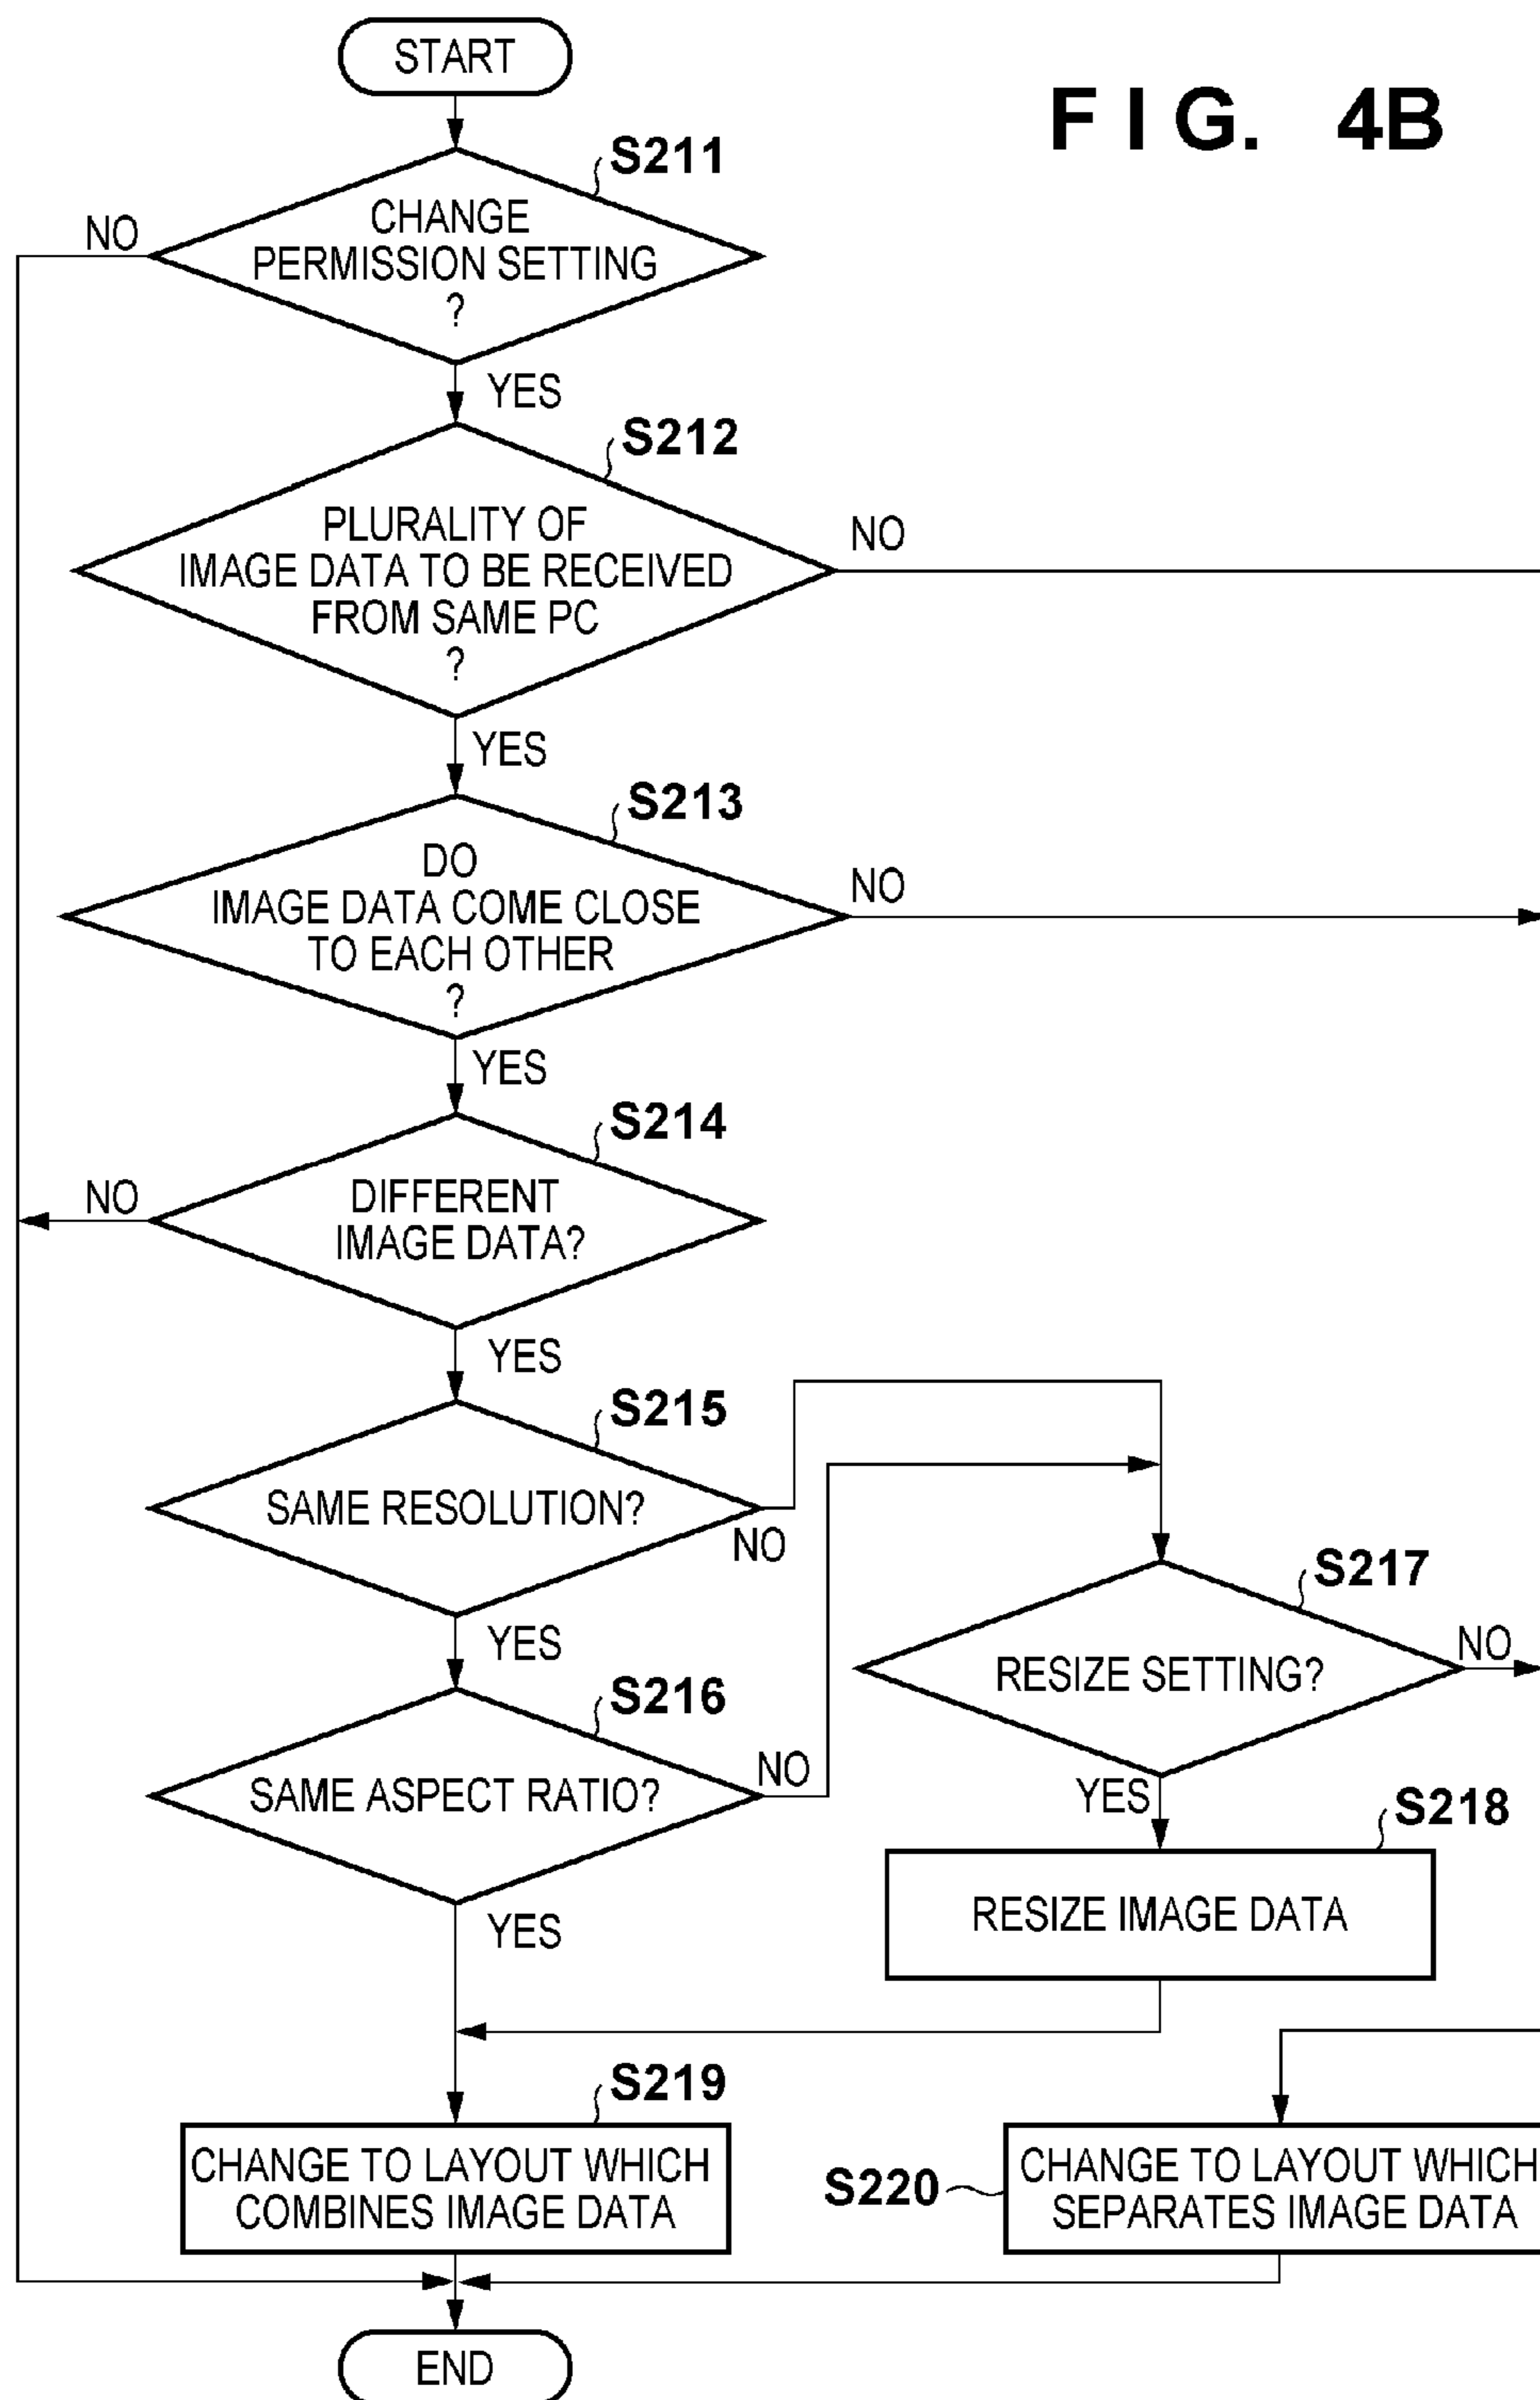 START
FIG. 4B
S211
CHANGE
PERMISSION SETTING
?
NO
YES
S212
PLURALITY OF
IMAGE DATA TO BE RECEIVED
FROM SAME PC
?
NO
YES
S213
DO
IMAGE DATA COME CLOSE
TO EACH OTHER
?
NO
YES
S214
DIFFERENT
IMAGE DATA?
NO
YES
S215
SAME RESOLUTION?
NO
YES
S216
SAME ASPECT RATIO?
NO
YES
S217
RESIZE SETTING?
NO
YES
S218
RESIZE IMAGE DATA
S219
CHANGE TO LAYOUT WHICH
COMBINES IMAGE DATA
S220
CHANGE TO LAYOUT WHICH
SEPARATES IMAGE DATA
END